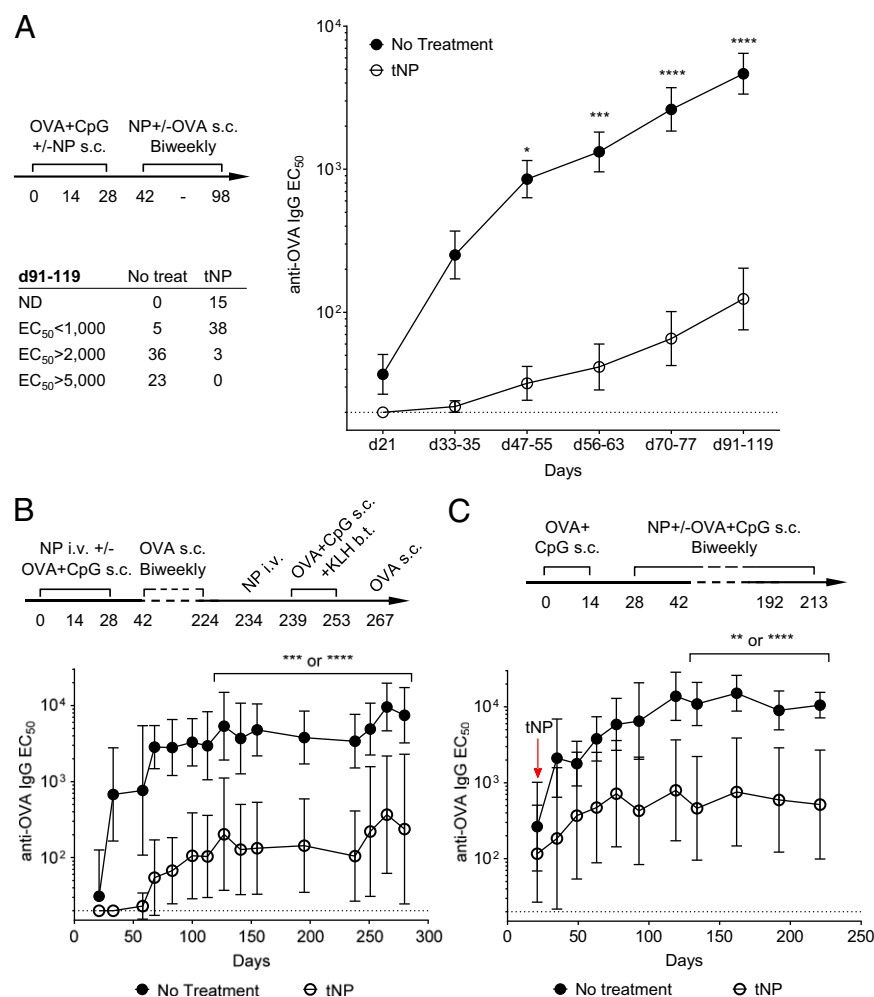 A
OVA+CpG
+/-NP s.c.
NP+/-OVA s.c.
Biweekly
0 14 28 42 - 98
d91-119 No treat tNP
ND 0 15
EC50<1,000 5 38
EC50>2,000 36 3
EC50>5,000 23 0
No Treatment
tNP
anti-OVA IgG EC50
10^4
10^3
10^2
* *** **** ****
d21 d33-35 d47-55 d56-63 d70-77 d91-119
Days
B
NP i.v. +/-
OVA+CpG s.c.
OVA s.c.
Biweekly
NP i.v.
OVA+CpG s.c.
+KLH b.t.
OVA s.c.
0 14 28 42 224 234 239 253 267
*** or ****
anti-OVA IgG EC50
10^4
10^3
10^2
0 50 100 150 200 250 300
Days
No Treatment tNP
C
OVA+
CpG s.c.
NP+/-OVA+CpG s.c.
Biweekly
0 14 28 42 192 213
** or ****
tNP
anti-OVA IgG EC50
10^4
10^3
10^2
0 50 100 150 200 250
Days
No treatment tNP